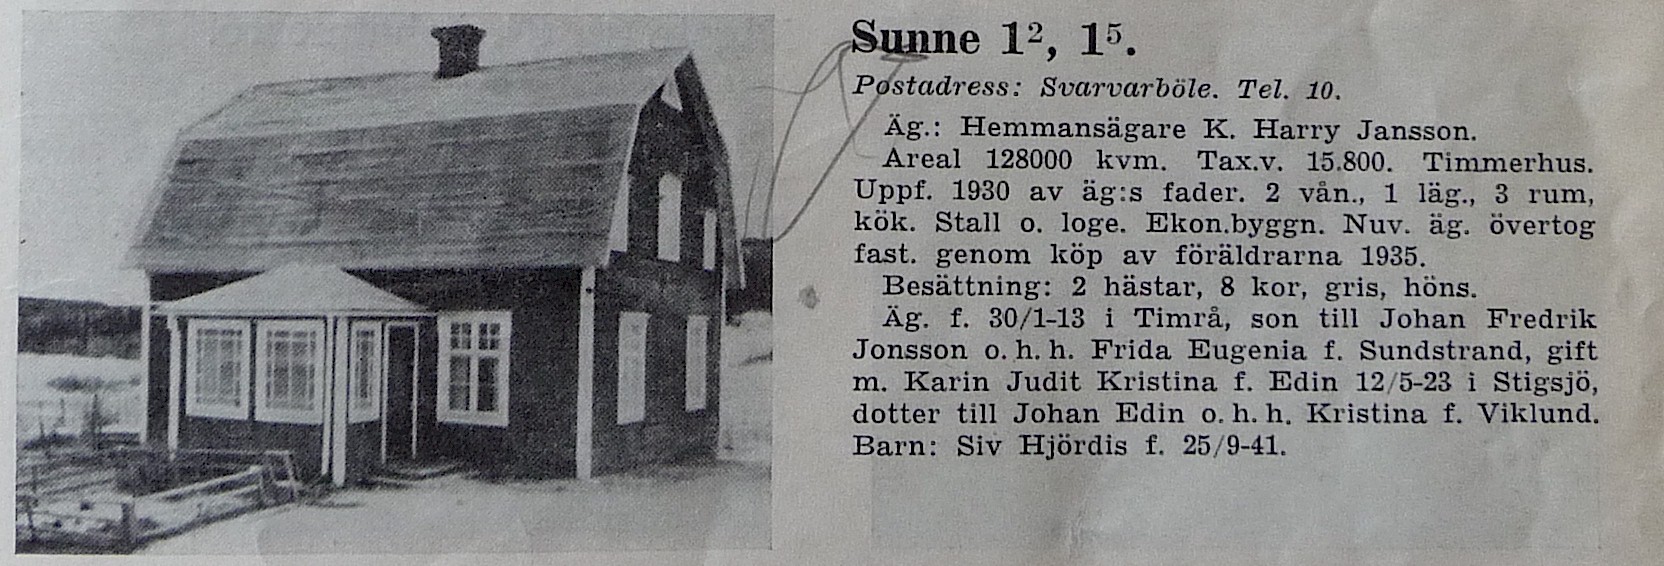 Sunne 1², 1⁵.
Postadress: Svarvarböle. Tel. 10.
Äg.: Hemmansägare K. Harry Jansson.
Areal 128000 kvm. Tax.v. 15.800. Timmerhus.
Uppf. 1930 av äg:s fader. 2 vån., 1 läg., 3 rum,
kök. Stall o. loge. Ekon.byggn. Nuv. äg. övertog
fast. genom köp av föräldrarna 1935.
Besättning: 2 hästar, 8 kor, gris, höns.
Äg. f. 30/1-13 i Timrå, son till Johan Fredrik
Jonsson o. h. h. Frida Eugenia f. Sundstrand, gift
m. Karin Judit Kristina f. Edin 12/5-23 i Stigsjö,
dotter till Johan Edin o. h. h. Kristina f. Viklund.
Barn: Siv Hjördis f. 25/9-41.